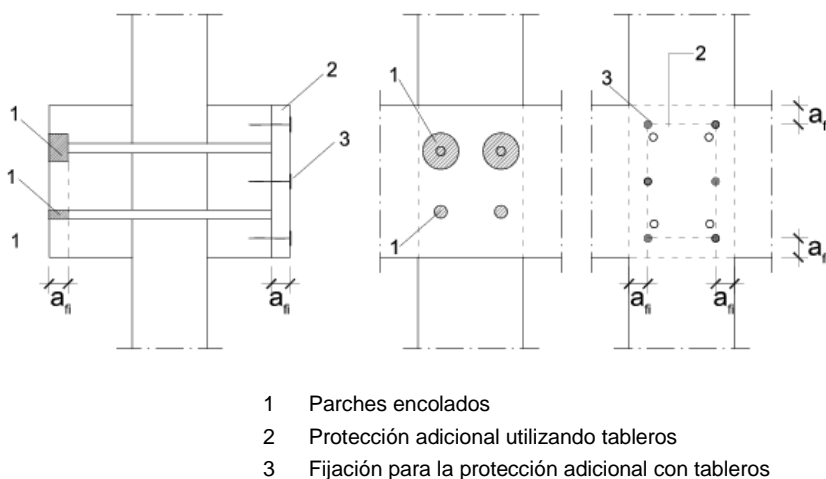 2
3
1
1
1
a_fi
a_fi
1
1
3
2
a_f
a_f
a_fi
a_fi
1 Parches encolados
2 Protección adicional utilizando tableros
3 Fijación para la protección adicional con tableros